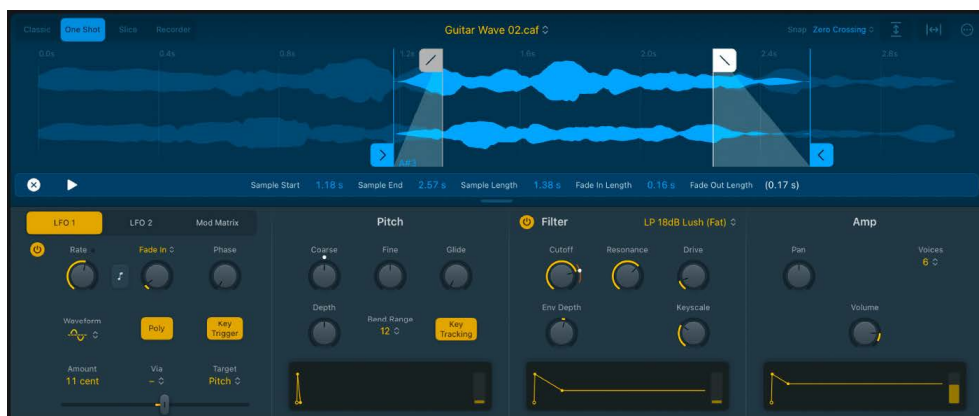 Classic One Shot Slice Recorder Guitar Wave 02.caf Snap Zero Crossing
0.0s 0.4s 0.8s 1.2s 1.6s 2.0s 2.4s 2.8s
A#3
Sample Start 1.18 s Sample End 2.57 s Sample Length 1.38 s Fade In Length 0.16 s Fade Out Length (0.17 s)
LFO 1 LFO 2 Mod Matrix Pitch Filter LP 18dB Lush (Fat) Amp
Rate Fade In Phase Coarse Fine Glide Cutoff Resonance Drive Pan Voices
6
Depth Env Depth Keyscale Volume
Waveform Poly Key Trigger Bend Range 12 Key Tracking
Amount Via Target
11 cent – Pitch